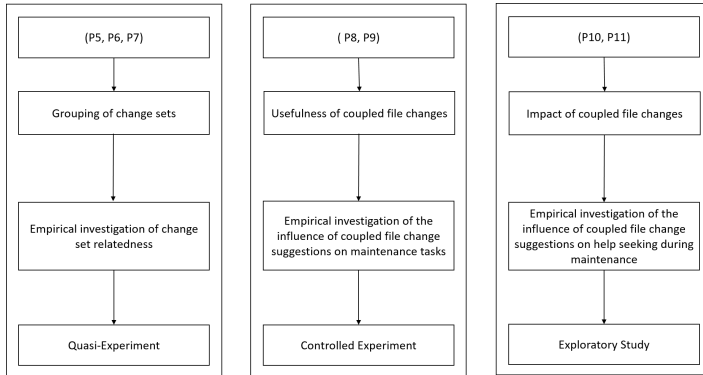 (P5, P6, P7)
Grouping of change sets
Empirical investigation of change
set relatedness
Quasi-Experiment
( P8, P9)
Usefulness of coupled file changes
Empirical investigation of the
influence of coupled file change
suggestions on maintenance tasks
Controlled Experiment
(P10, P11)
Impact of coupled file changes
Empirical investigation of the
influence of coupled file change
suggestions on help seeking during
maintenance
Exploratory Study